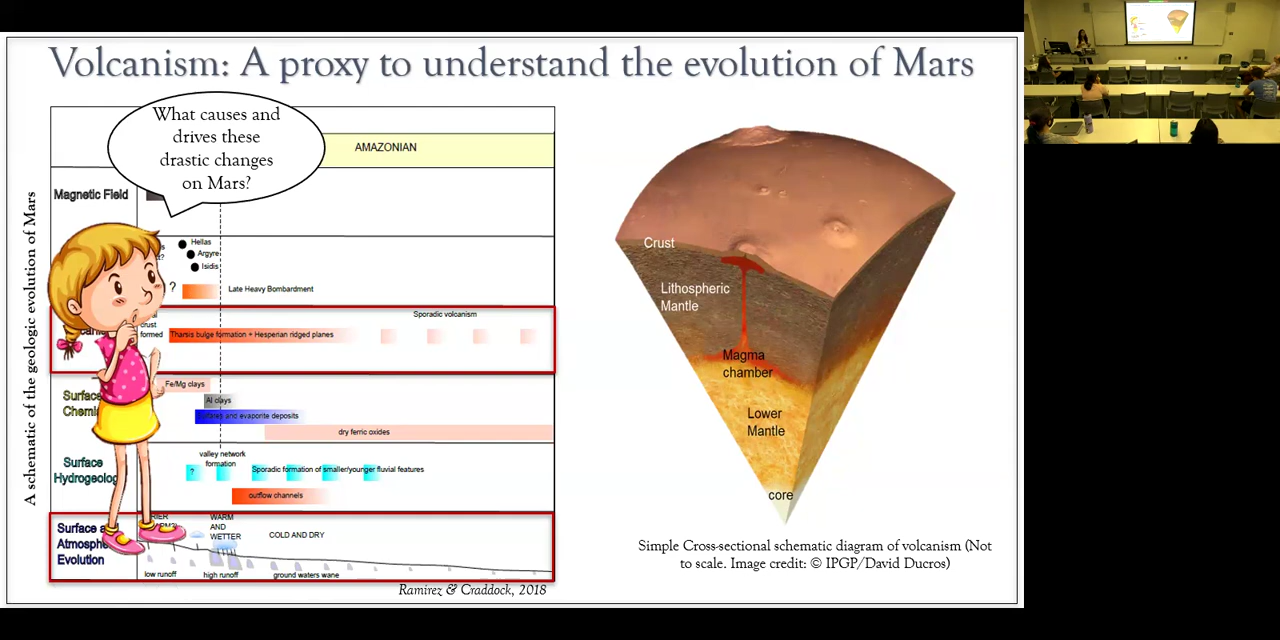 Volcanism: A proxy to understand the evolution of Mars
What causes and
drives these
drastic changes
on Mars?
AMAZONIAN
A schematic of the geologic evolution of Mars
Magnetic Field
Hellas
Argyre
Isidis
?
Late Heavy Bombardment
crust
formed
Sporadic volcanism
Tharsis bulge formation + Hesperian ridged planes
Surface
Fe/Mg clays
Al clays
and evaporite deposits
dry ferric oxides
valley network
formation
Surface
Hydrogeolog
?
Sporadic formation of smaller/younger fluvial features
outflow channels
Surface a
Atmosphe
Evolution
WARM
AND
WETTER
COLD AND DRY
low runoff
high runoff
ground waters wane
Ramirez & Craddock, 2018
Crust
Lithospheric
Mantle
Magma
chamber
Lower
Mantle
core
Simple Cross-sectional schematic diagram of volcanism (Not
to scale. Image credit: © IPGP/David Ducros)